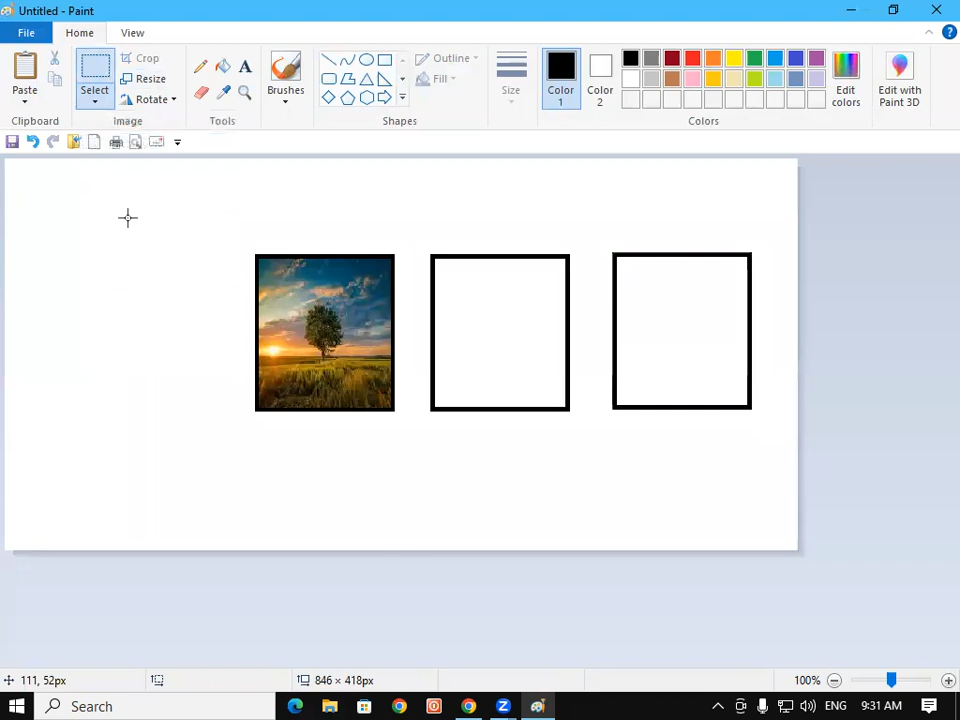 Untitled - Paint
File Home View
Paste
Clipboard
Select
Crop
Resize
Rotate
Image
A
Tools
Brushes
Outline
Fill
Shapes
Size
Color 1
Color 2
Edit colors
Colors
Edit with Paint 3D
111, 52px
846 × 418px
100%
Search
ENG
9:31 AM